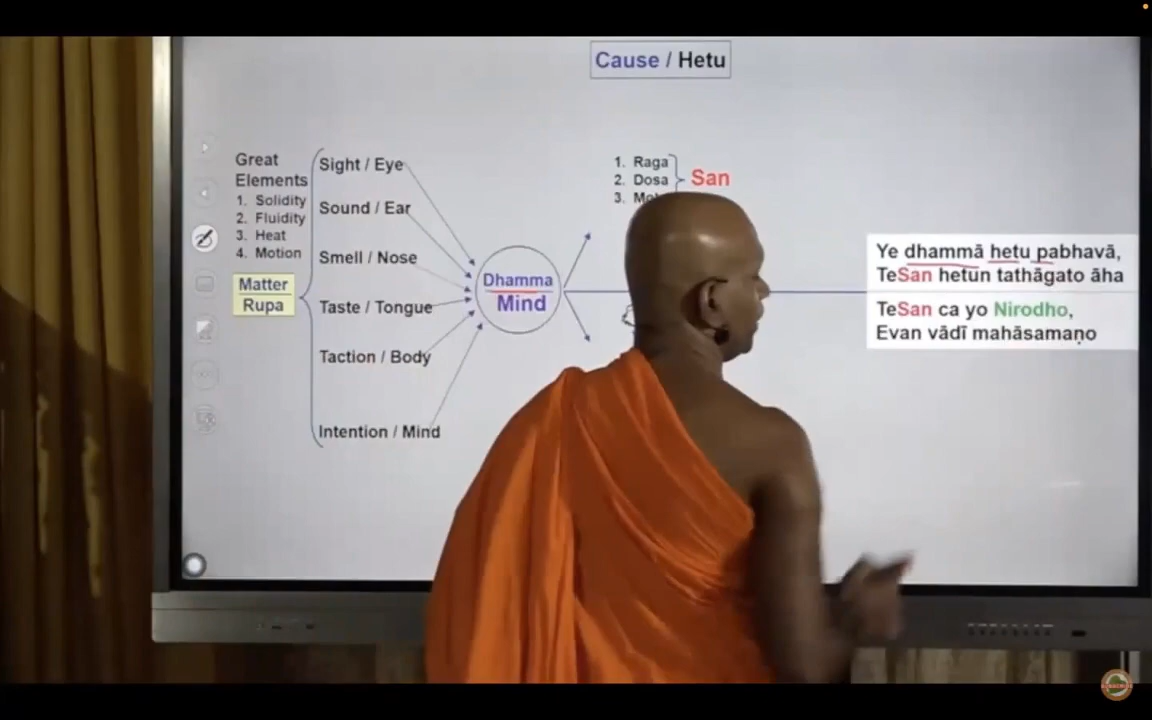 Cause / Hetu
Great
Elements
1. Solidity
2. Fluidity
3. Heat
4. Motion
Matter
Rupa
Sight / Eye
Sound / Ear
Smell / Nose
Taste / Tongue
Taction / Body
Intention / Mind
Dhamma
Mind
1. Raga
2. Dosa
3.
San
Ye dhammā hetu pabhavā,
TeSan hetun tathāgato āha
TeSan ca yo Nirodho,
Evan vādī mahāsamaṇo